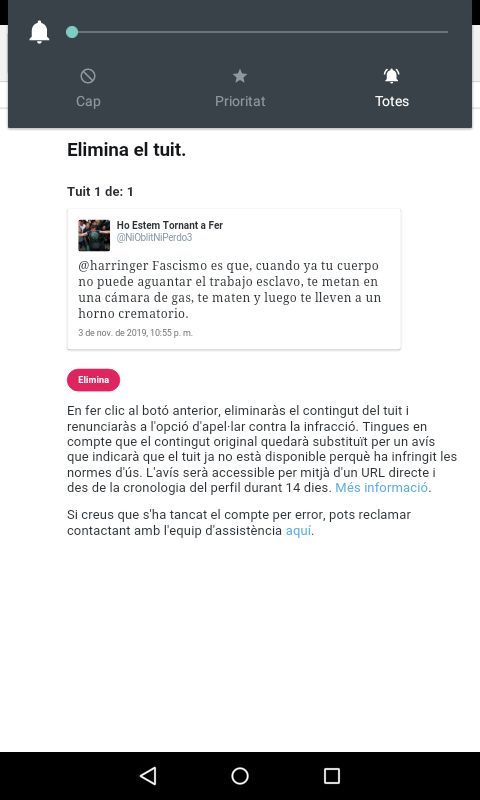 Cap
Prioritat
Totes
Elimina el tuit.
Tuit 1 de: 1
Ho Estem Tornant a Fer
@NiOblitNiPerdo3
@harringer Fascismo es que, cuando ya tu cuerpo
no puede aguantar el trabajo esclavo, te metan en
una cámara de gas, te maten y luego te lleven a un
horno crematorio.
3 de nov. de 2019, 10:55 p. m.
Elimina
En fer clic al botó anterior, eliminaràs el contingut del tuit i
renunciaràs a l'opció d'apel·lar contra la infracció. Tingues en
compte que el contingut original quedarà substituït per un avís
que indicarà que el tuit ja no està disponible perquè ha infringit les
normes d'ús. L'avís serà accessible per mitjà d'un URL directe i
des de la cronologia del perfil durant 14 dies. Més informació.
Si creus que s'ha tancat el compte per error, pots reclamar
contactant amb l'equip d'assistència aquí.